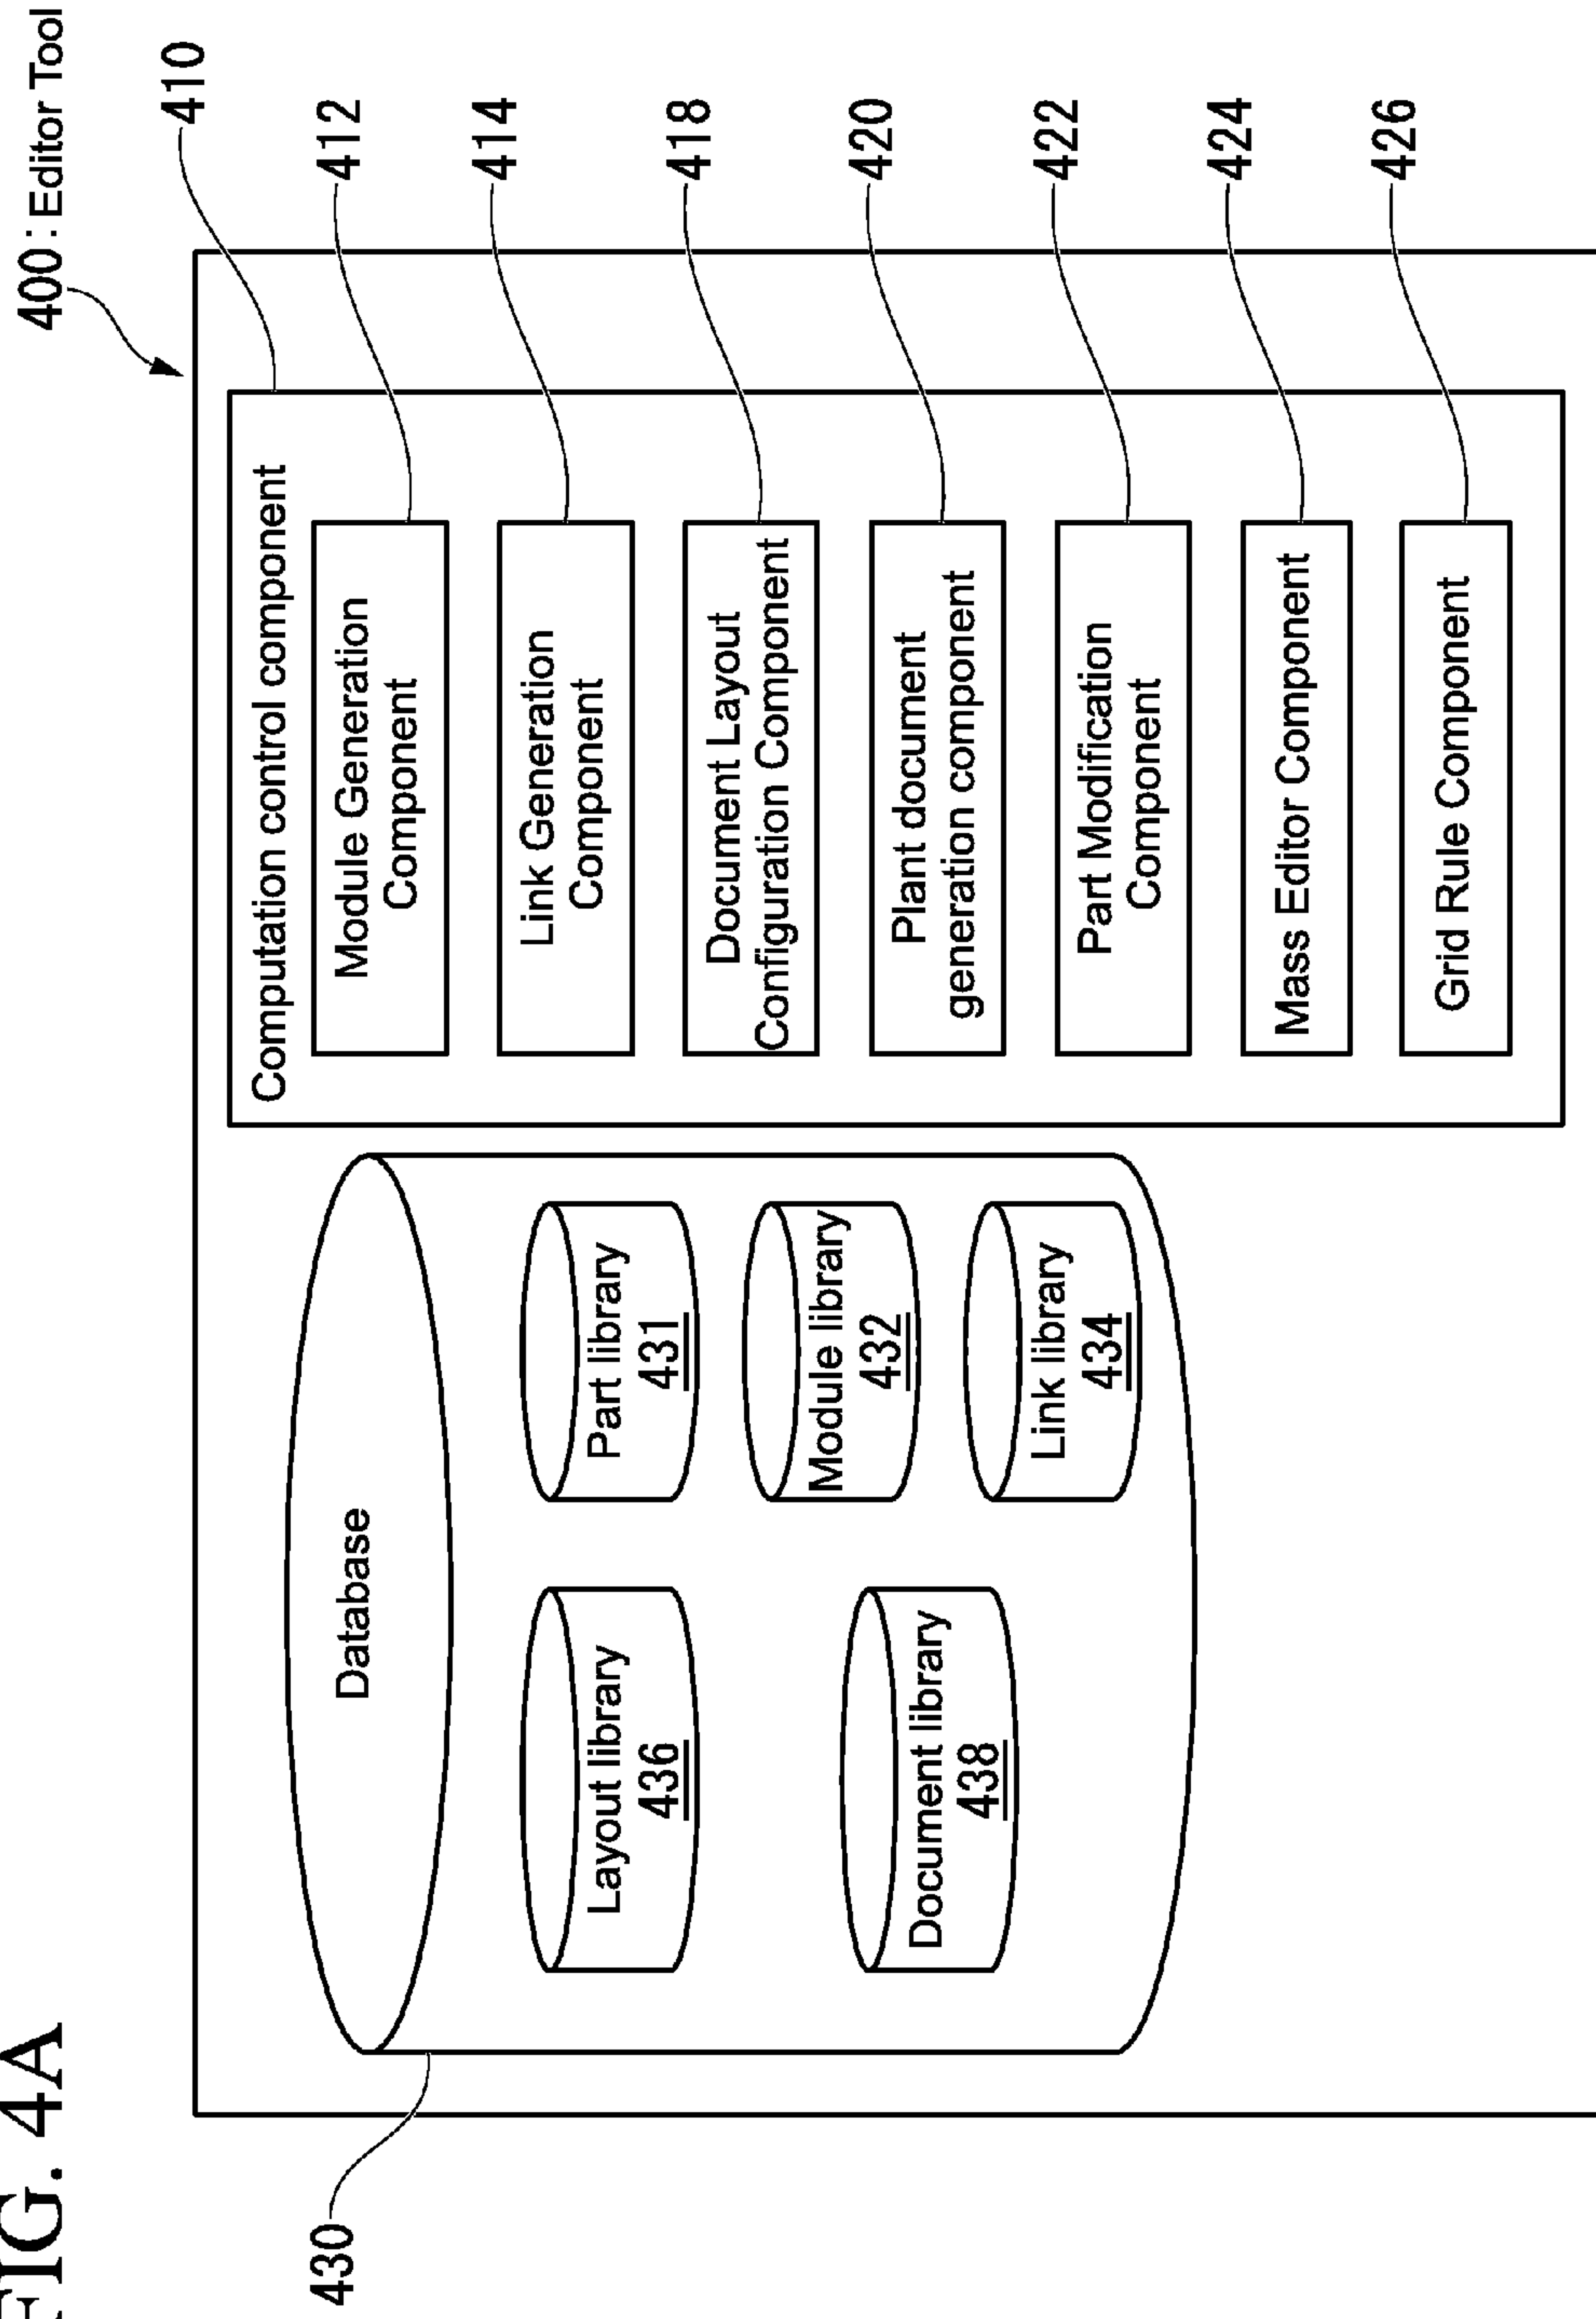 FIG. 4A
400: Editor Tool
410
430
Database
Layout library
436
Document library
438
Part library
431
Module library
432
Link library
434
Computation control component
Module Generation
Component
412
Link Generation
Component
414
Document Layout
Configuration Component
418
Plant document
generation component
420
Part Modification
Component
422
Mass Editor Component
424
Grid Rule Component
426